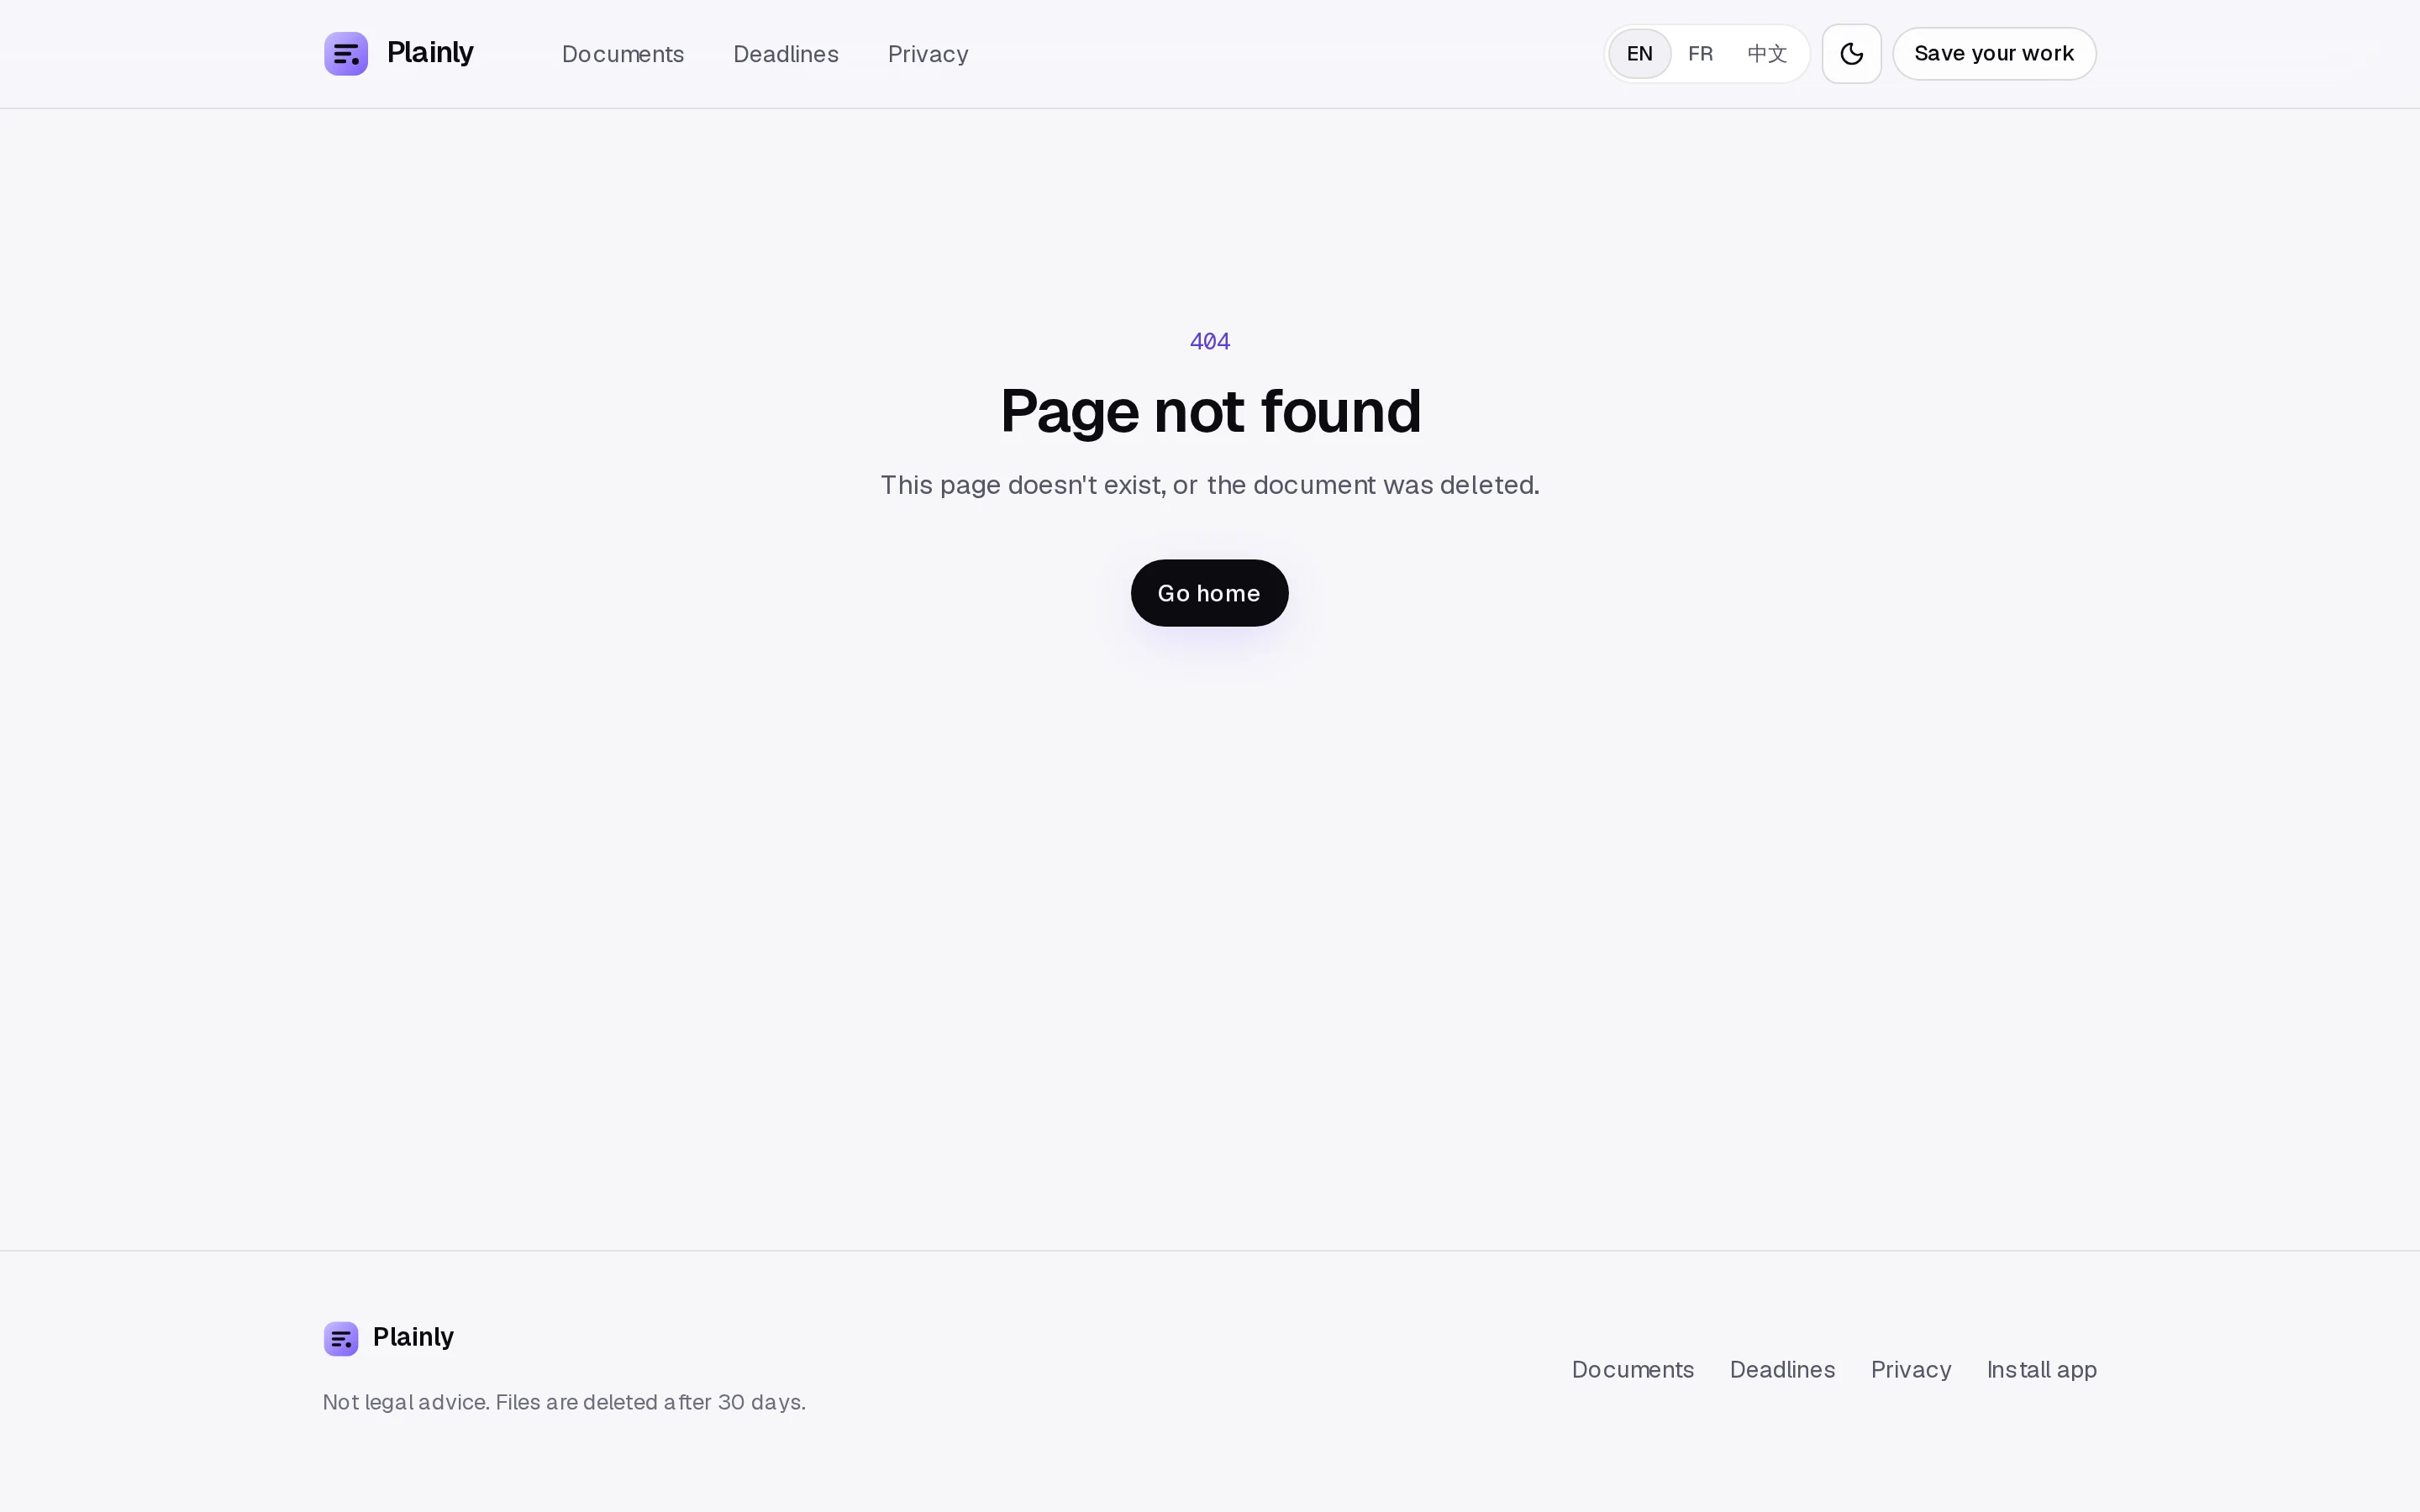 Plainly
Documents
Deadlines
Privacy
EN
FR
中文
Save your work
404
Page not found
This page doesn't exist, or the document was deleted.
Go home
Plainly
Not legal advice. Files are deleted after 30 days.
Documents
Deadlines
Privacy
Install app